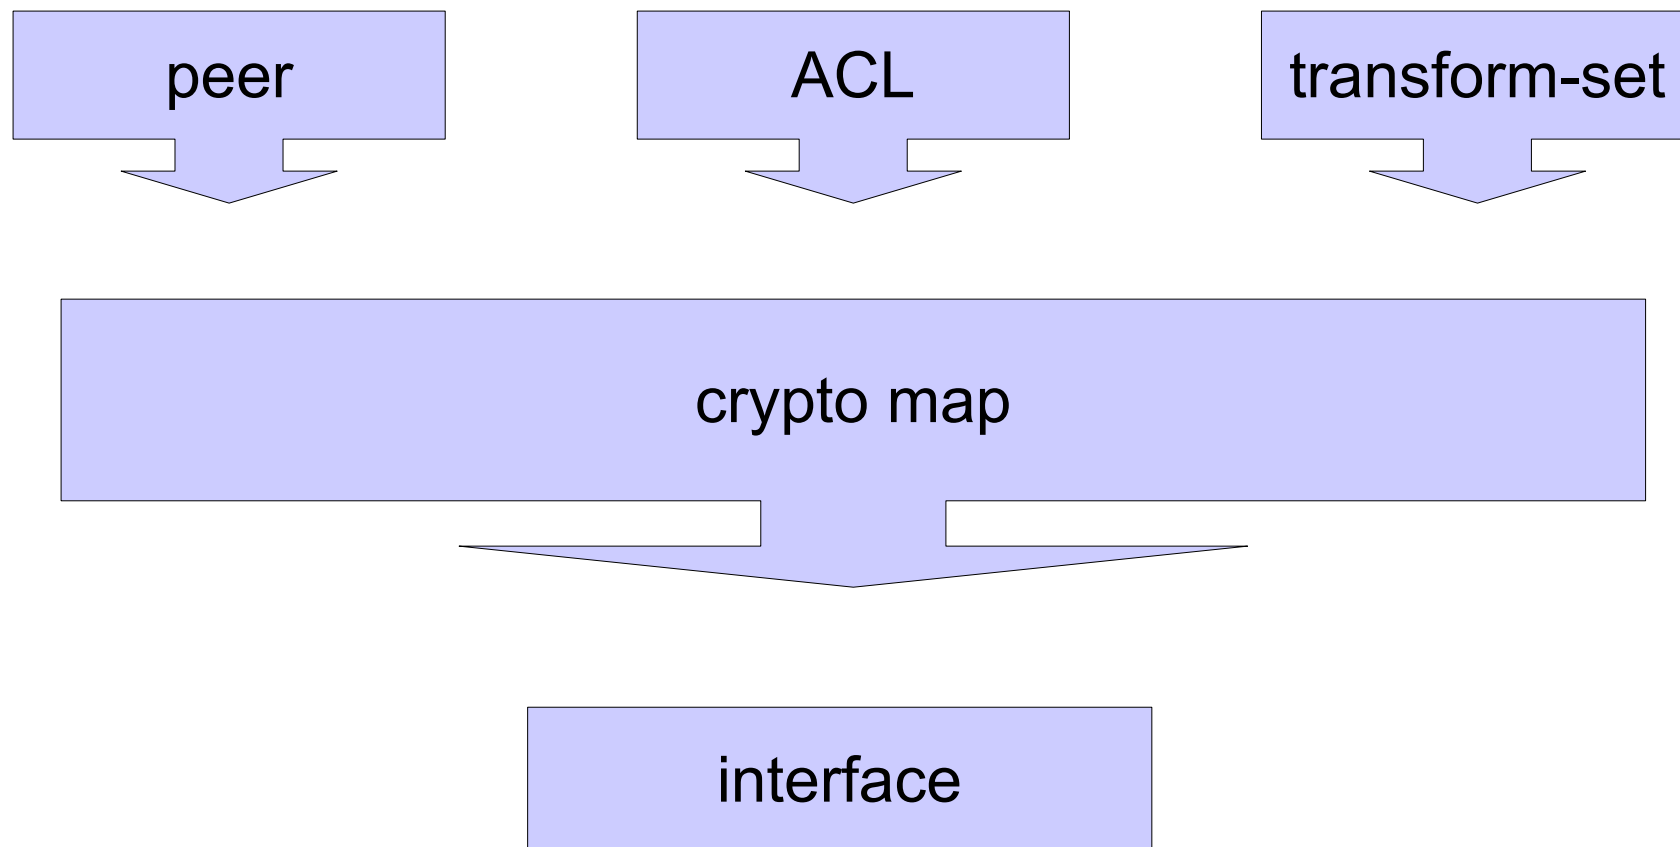 peer
ACL
transform-set
crypto map
interface